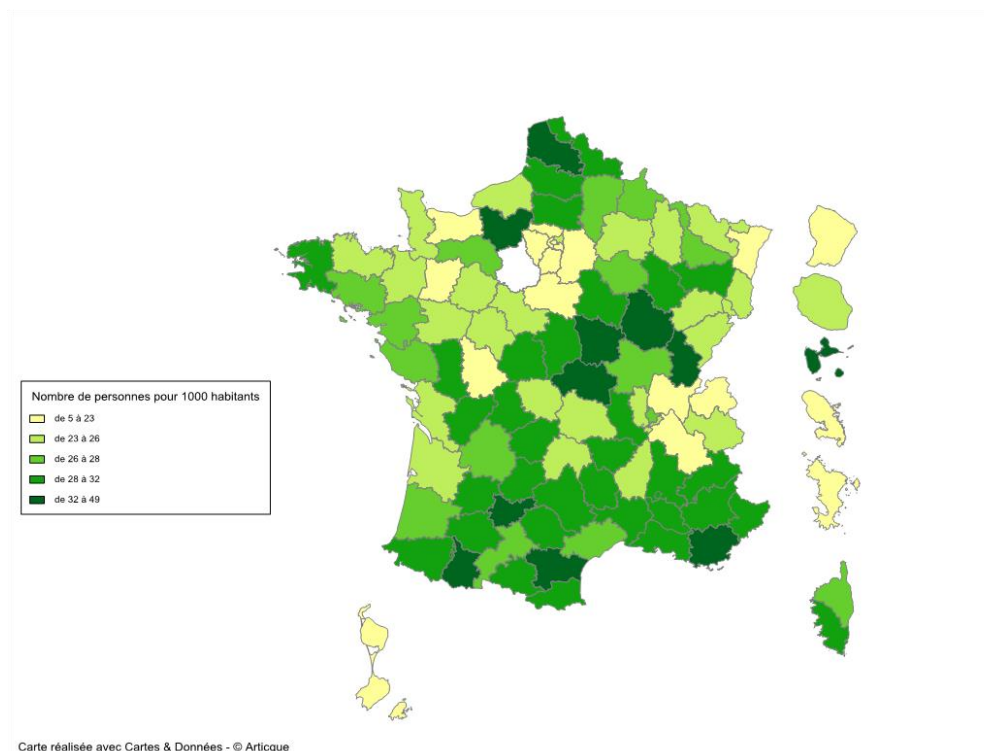 Nombre de personnes pour 1000 habitants
de 5 à 23
de 23 à 26
de 26 à 28
de 28 à 32
de 32 à 49
Carte réalisée avec Cartes & Données - © Articque